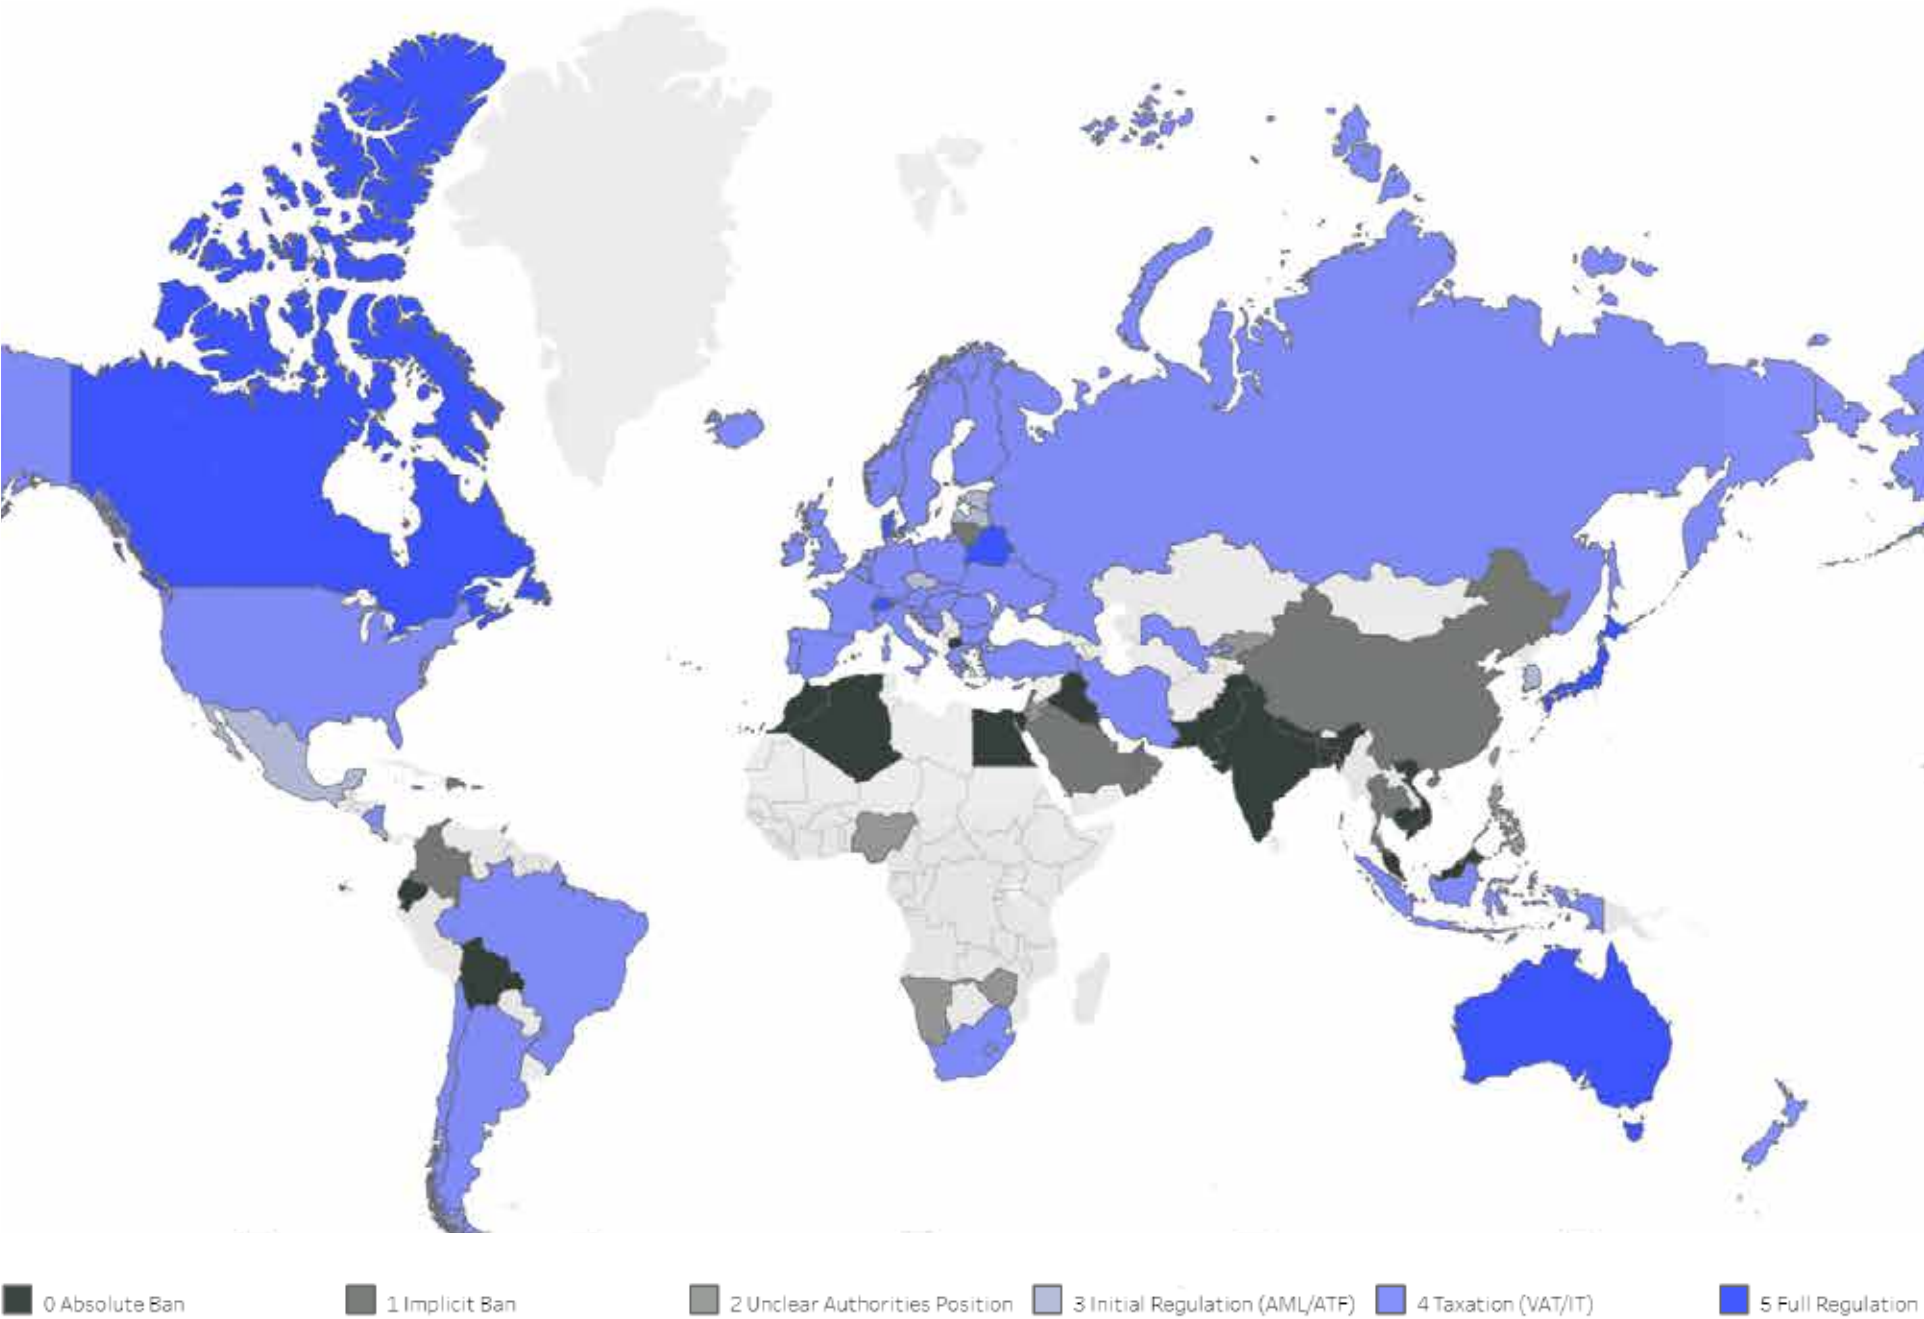 0 Absolute Ban
1 Implicit Ban
2 Unclear Authorities Position
3 Initial Regulation (AML/ATF)
4 Taxation (VAT/IT)
5 Full Regulation